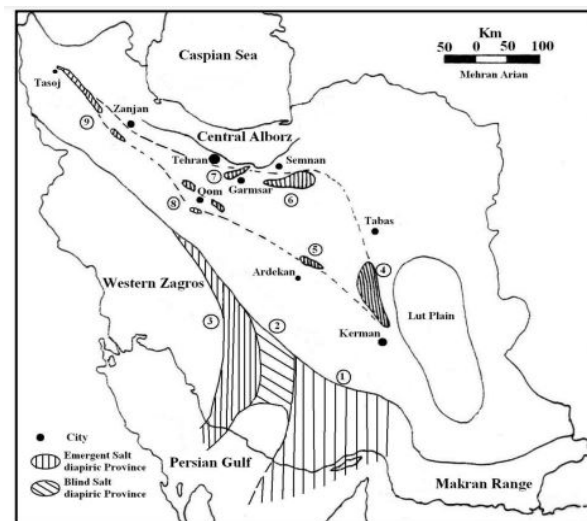 Caspian Sea
Km
50 0 100
Mehran Arian
Tasoj
Zanjan
9
Central Alborz
Tehran
Semnan
7
Garmsar
6
Qom
8
Tabas
5
4
Ardekan
Western Zagros
Lut Plain
3
2
Kerman
1
City
Emergent Salt
diapiric Province
Blind Salt
diapiric Province
Persian Gulf
Makran Range